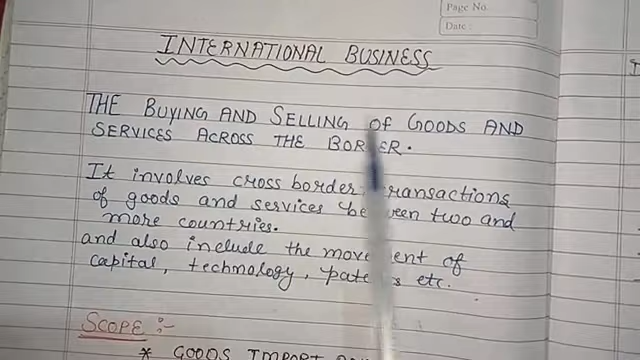 Page No.
Date :
INTERNATIONAL BUSINESS
THE BUYING AND SELLING OF GOODS AND
SERVICES ACROSS THE BORDER.
It involves cross border transactions
of goods and services between two and
more countries.
and also include the movement of
capital, technology, patents etc.
SCOPE :-
* GOODS IMPORT